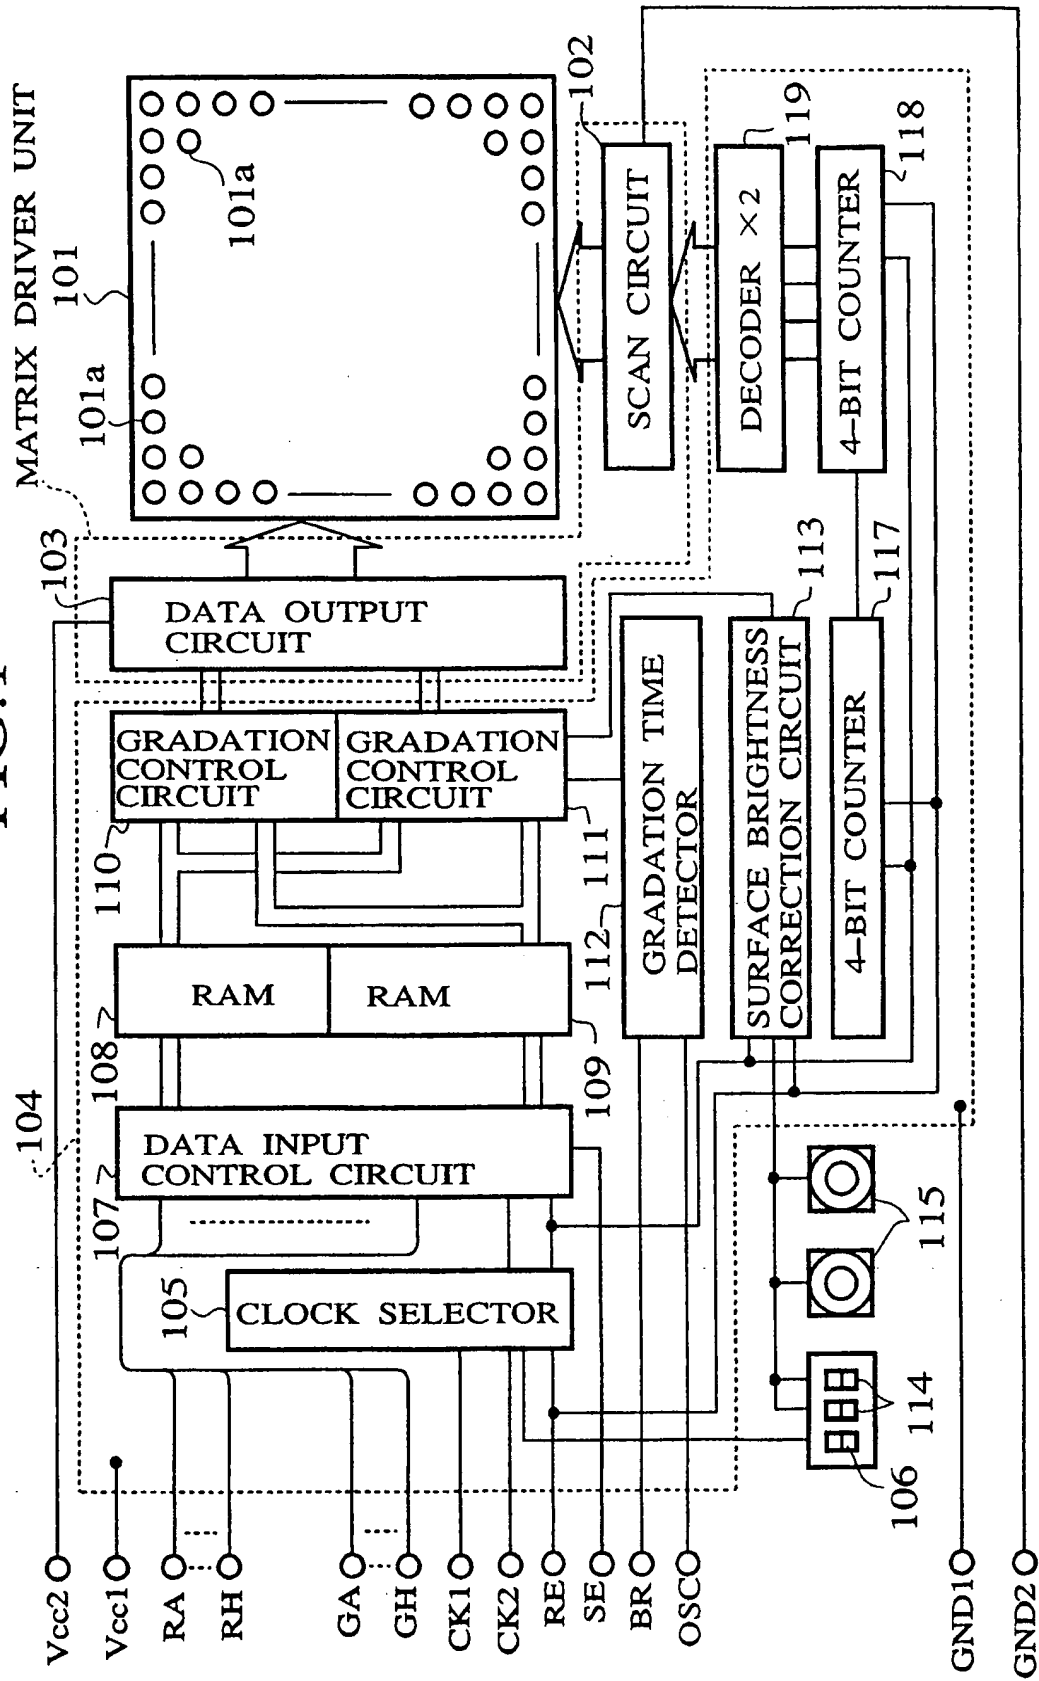 FIG.1
MATRIX DRIVER UNIT
104
103
101
101a
101a
102
Vcc2
Vcc1
RA
RH
GA
GH
CK1
CK2
RE
SE
BR
OSC
GND1
GND2
105
CLOCK SELECTOR
107
DATA INPUT
CONTROL CIRCUIT
108
RAM
RAM
109
110
GRADATION
CONTROL
CIRCUIT
GRADATION
CONTROL
CIRCUIT
111
DATA OUTPUT
CIRCUIT
112
GRADATION TIME
DETECTOR
SURFACE BRIGHTNESS
CORRECTION CIRCUIT
113
4-BIT COUNTER
117
SCAN CIRCUIT
DECODER ×2
119
4-BIT COUNTER
118
106
114
115